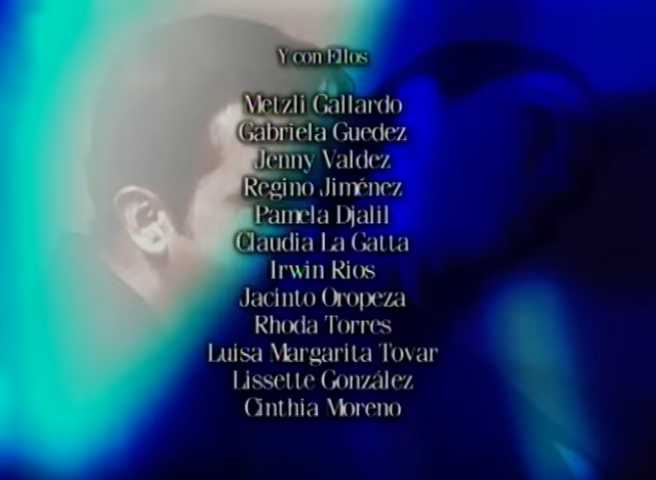 Y con Ellos
Metzli Gallardo
Gabriela Guedez
Jenny Valdez
Regino Jiménez
Pamela Djalil
Claudia La Gatta
Irwin Rios
Jacinto Oropeza
Rhoda Torres
Luisa Margarita Tovar
Lissette González
Cinthia Moreno